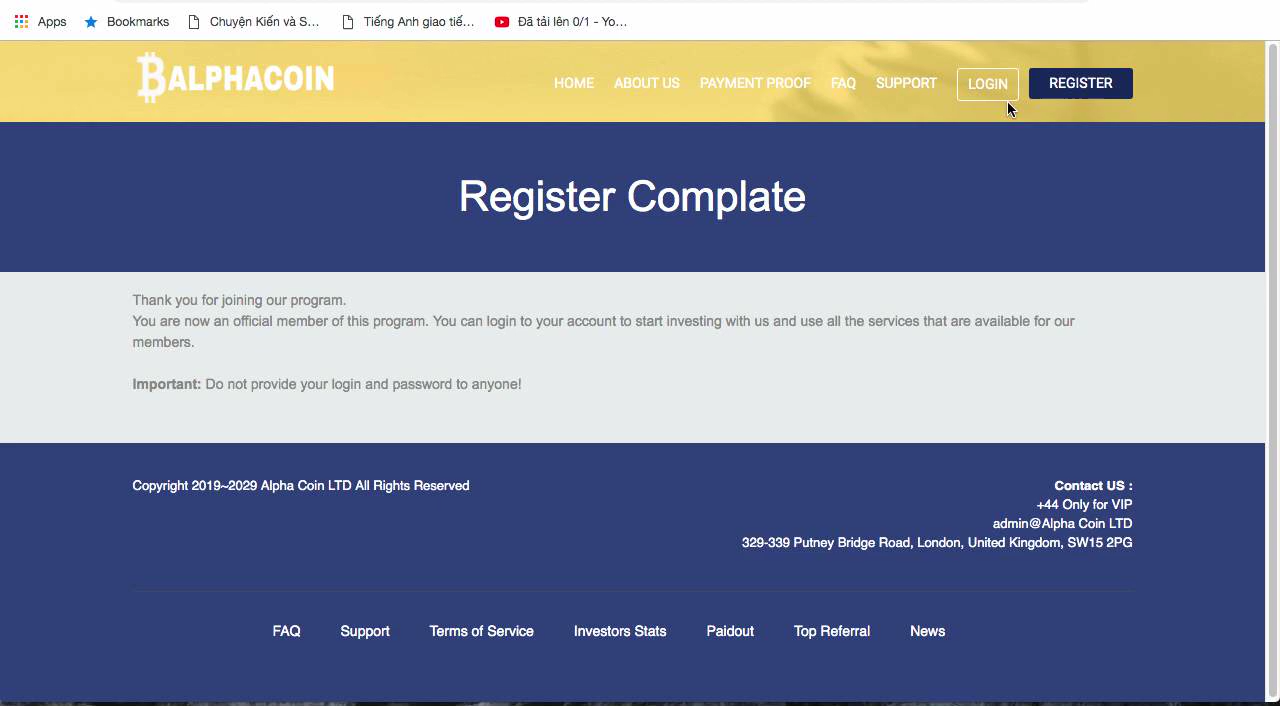 Apps Bookmarks Chuyện Kiến và S... Tiếng Anh giao tiế... Đã tải lên 0/1 - Yo...
ALPHACOIN
HOME ABOUT US PAYMENT PROOF FAQ SUPPORT LOGIN REGISTER
Register Complate
Thank you for joining our program.
You are now an official member of this program. You can login to your account to start investing with us and use all the services that are available for our
members.
Important: Do not provide your login and password to anyone!
Copyright 2019~2029 Alpha Coin LTD All Rights Reserved
Contact US :
+44 Only for VIP
admin@Alpha Coin LTD
329-339 Putney Bridge Road, London, United Kingdom, SW15 2PG
FAQ Support Terms of Service Investors Stats Paidout Top Referral News